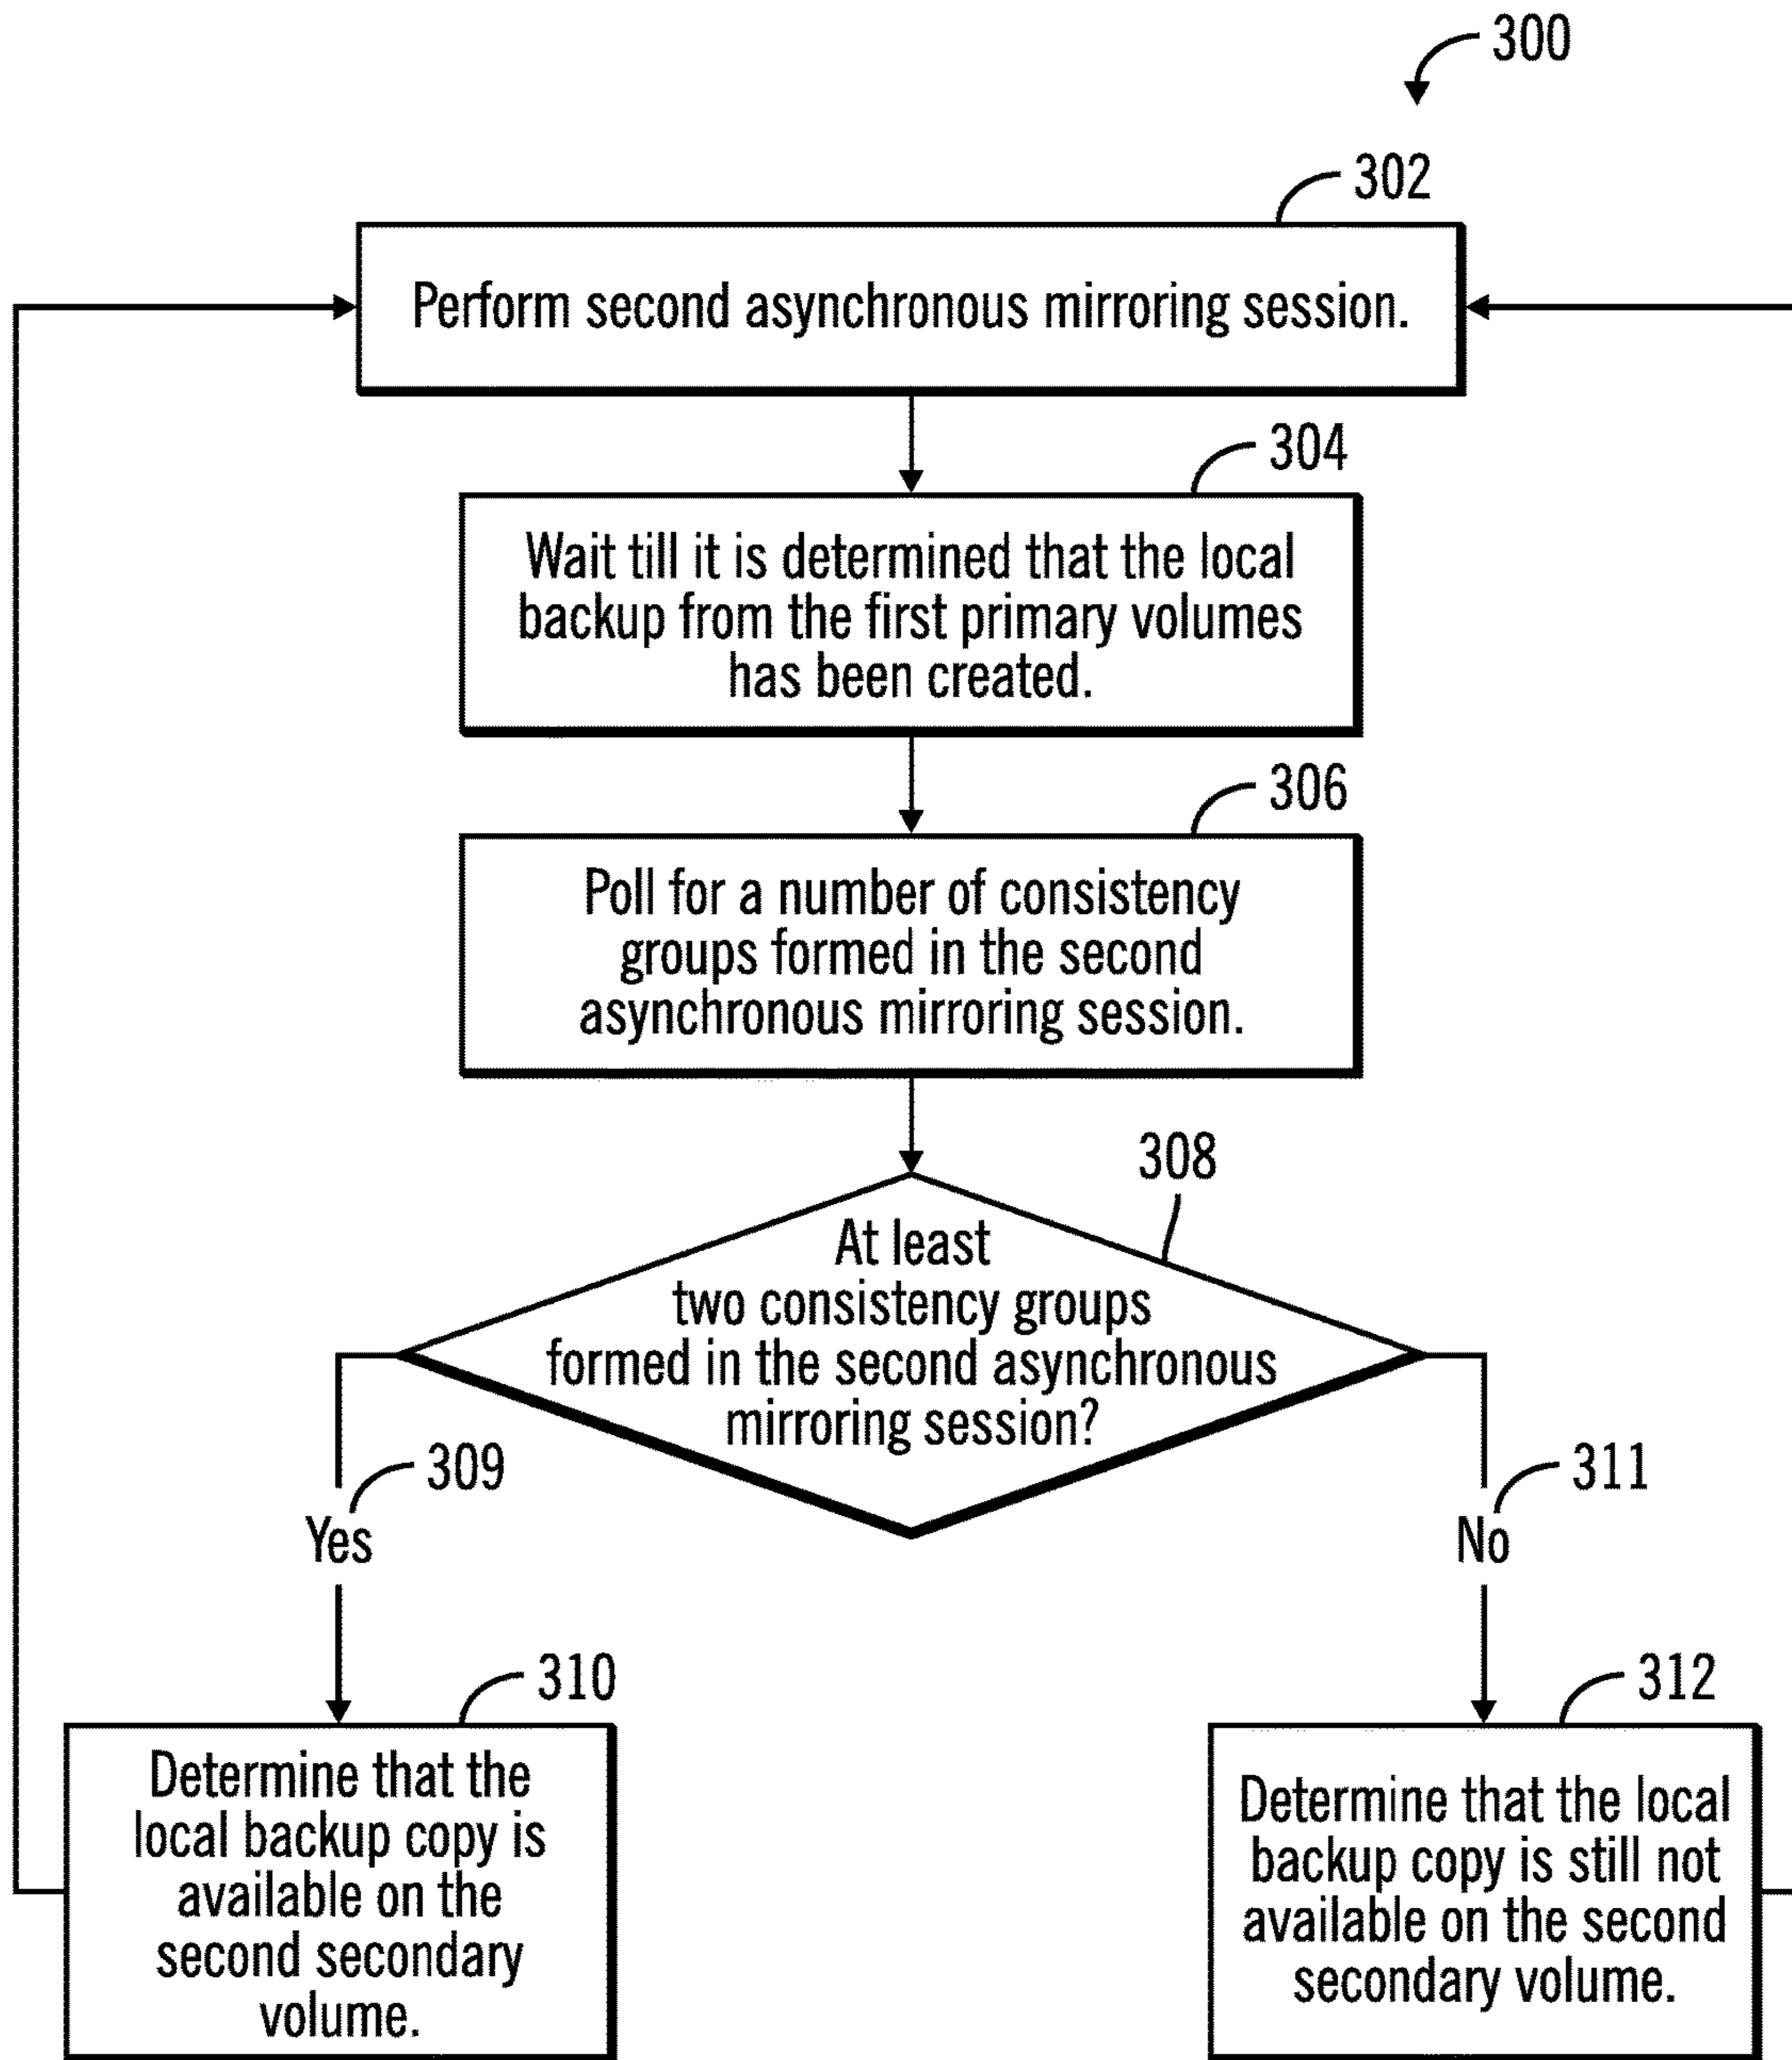 300
302
Perform second asynchronous mirroring session.
304
Wait till it is determined that the local
backup from the first primary volumes
has been created.
306
Poll for a number of consistency
groups formed in the second
asynchronous mirroring session.
308
At least
two consistency groups
formed in the second asynchronous
mirroring session?
309
Yes
311
No
310
Determine that the
local backup copy is
available on the
second secondary
volume.
312
Determine that the local
backup copy is still not
available on the second
secondary volume.